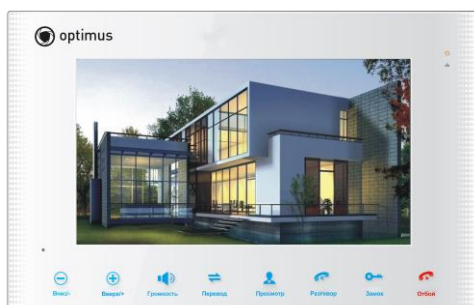 optimus
Вниз/-
Вверх/+
Громкость
Перевод
Просмотр
Разговор
Замок
Отбой